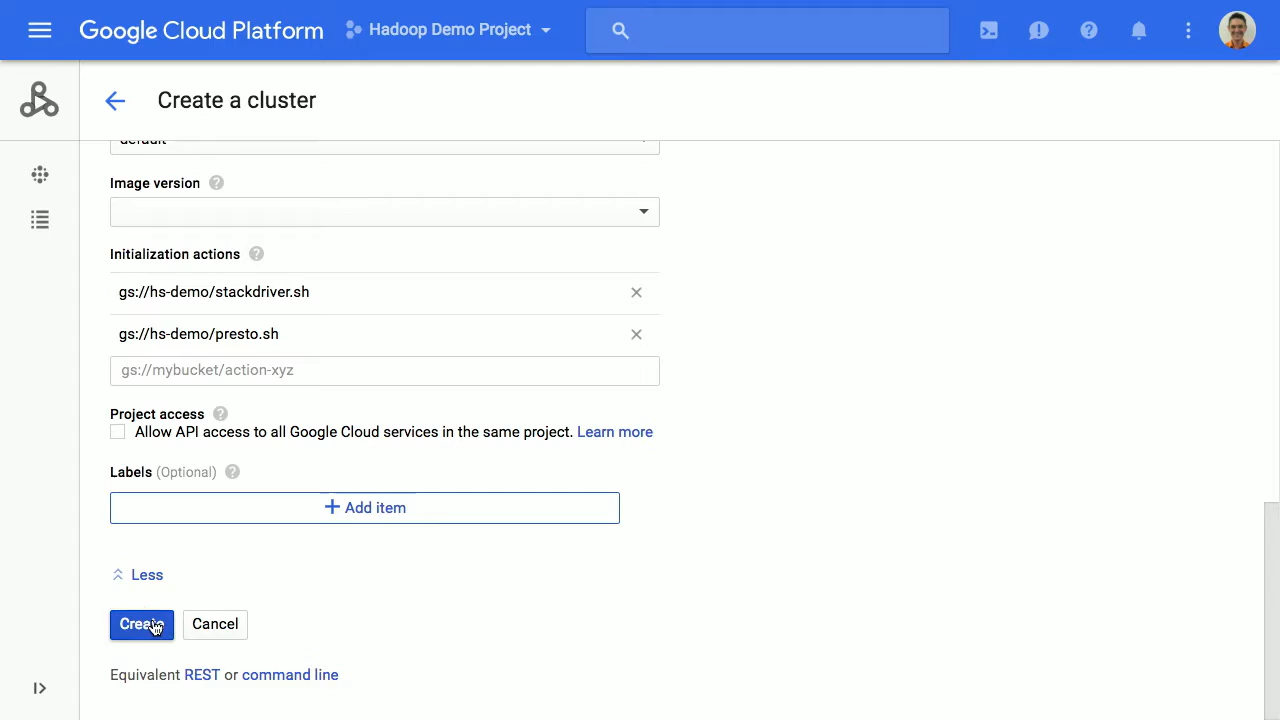 Google Cloud Platform
Hadoop Demo Project
Create a cluster
default
Image version
Initialization actions
gs://hs-demo/stackdriver.sh
gs://hs-demo/presto.sh
gs://mybucket/action-xyz
Project access
Allow API access to all Google Cloud services in the same project. Learn more
Labels (Optional)
Add item
Less
Create Cancel
Equivalent REST or command line